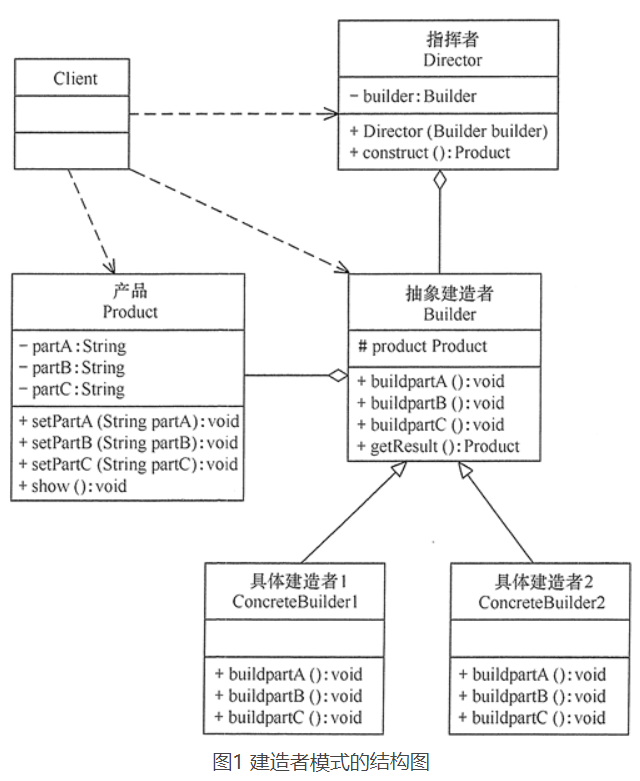 Client
指挥者
Director
− builder:Builder
+ Director (Builder builder)
+ construct ():Product
产品
Product
− partA:String
− partB:String
− partC:String
+ setPartA (String partA):void
+ setPartB (String partB):void
+ setPartC (String partC):void
+ show ():void
抽象建造者
Builder
# product Product
+ buildpartA ():void
+ buildpartB ():void
+ buildpartC ():void
+ getResult ():Product
具体建造者1
ConcreteBuilder1
+ buildpartA ():void
+ buildpartB ():void
+ buildpartC ():void
具体建造者2
ConcreteBuilder2
+ buildpartA ():void
+ buildpartB ():void
+ buildpartC ():void
图1 建造者模式的结构图